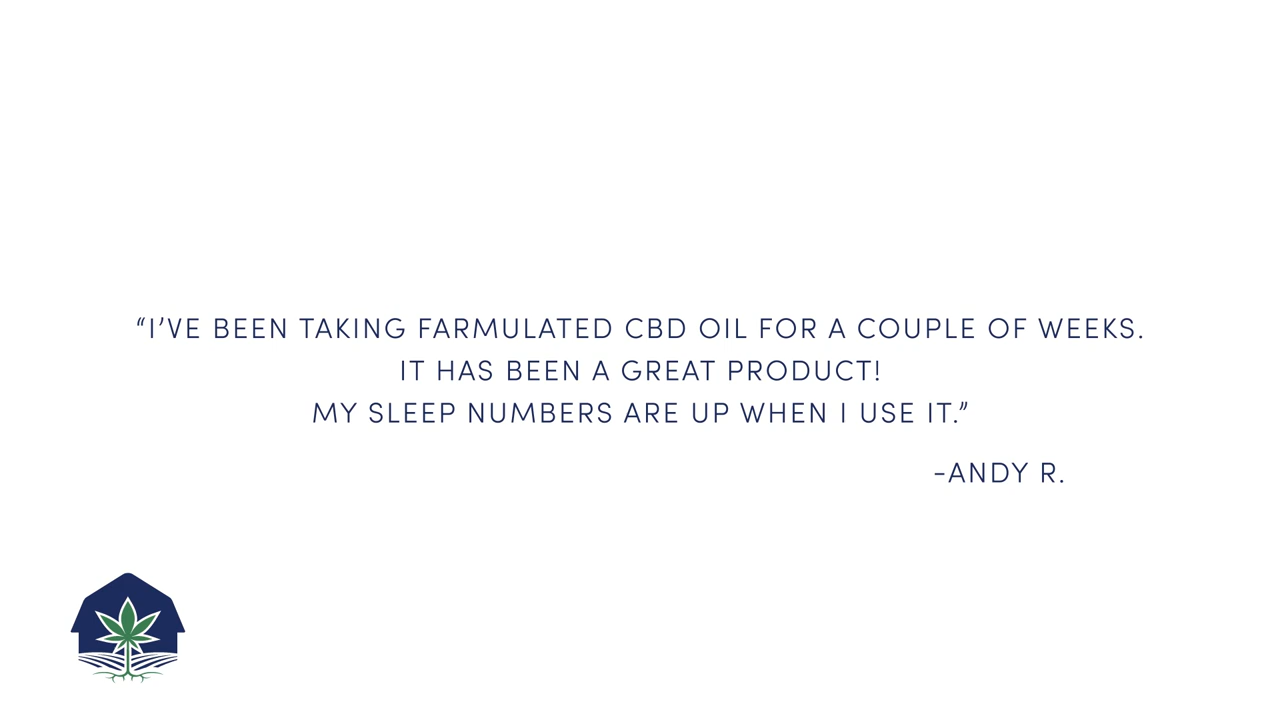 “I’VE BEEN TAKING FARMULATED CBD OIL FOR A COUPLE OF WEEKS.
IT HAS BEEN A GREAT PRODUCT!
MY SLEEP NUMBERS ARE UP WHEN I USE IT.”
-ANDY R.